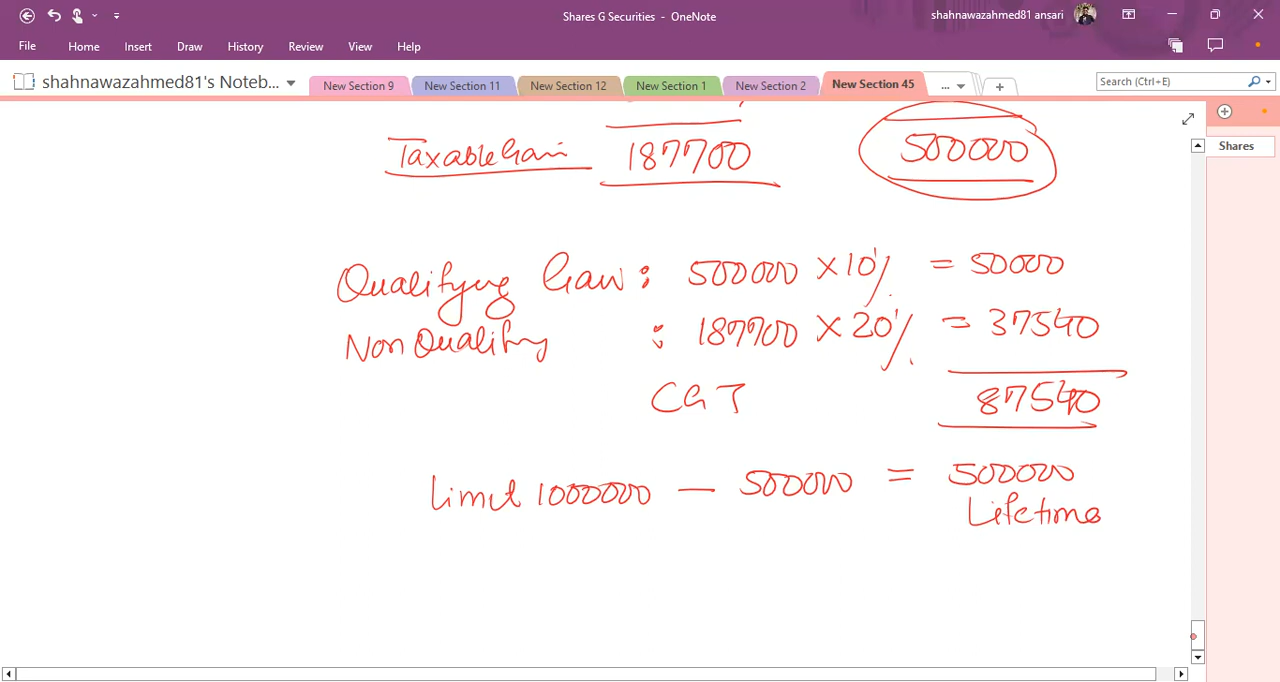 Shares G Securities - OneNote
shahnawazahmed81 ansari
File Home Insert Draw History Review View Help
shahnawazahmed81's Noteb... New Section 9 New Section 11 New Section 12 New Section 1 New Section 2 New Section 45 ... + Search (Ctrl+E)
Shares
Taxable Gain 187700 500000
Qualifying Gain : 500000 × 10% = 50000
Non Qualifying : 187700 × 20% = 37540
CGT 87540
Limit 1000000 - 500000 = 500000
Lifetime